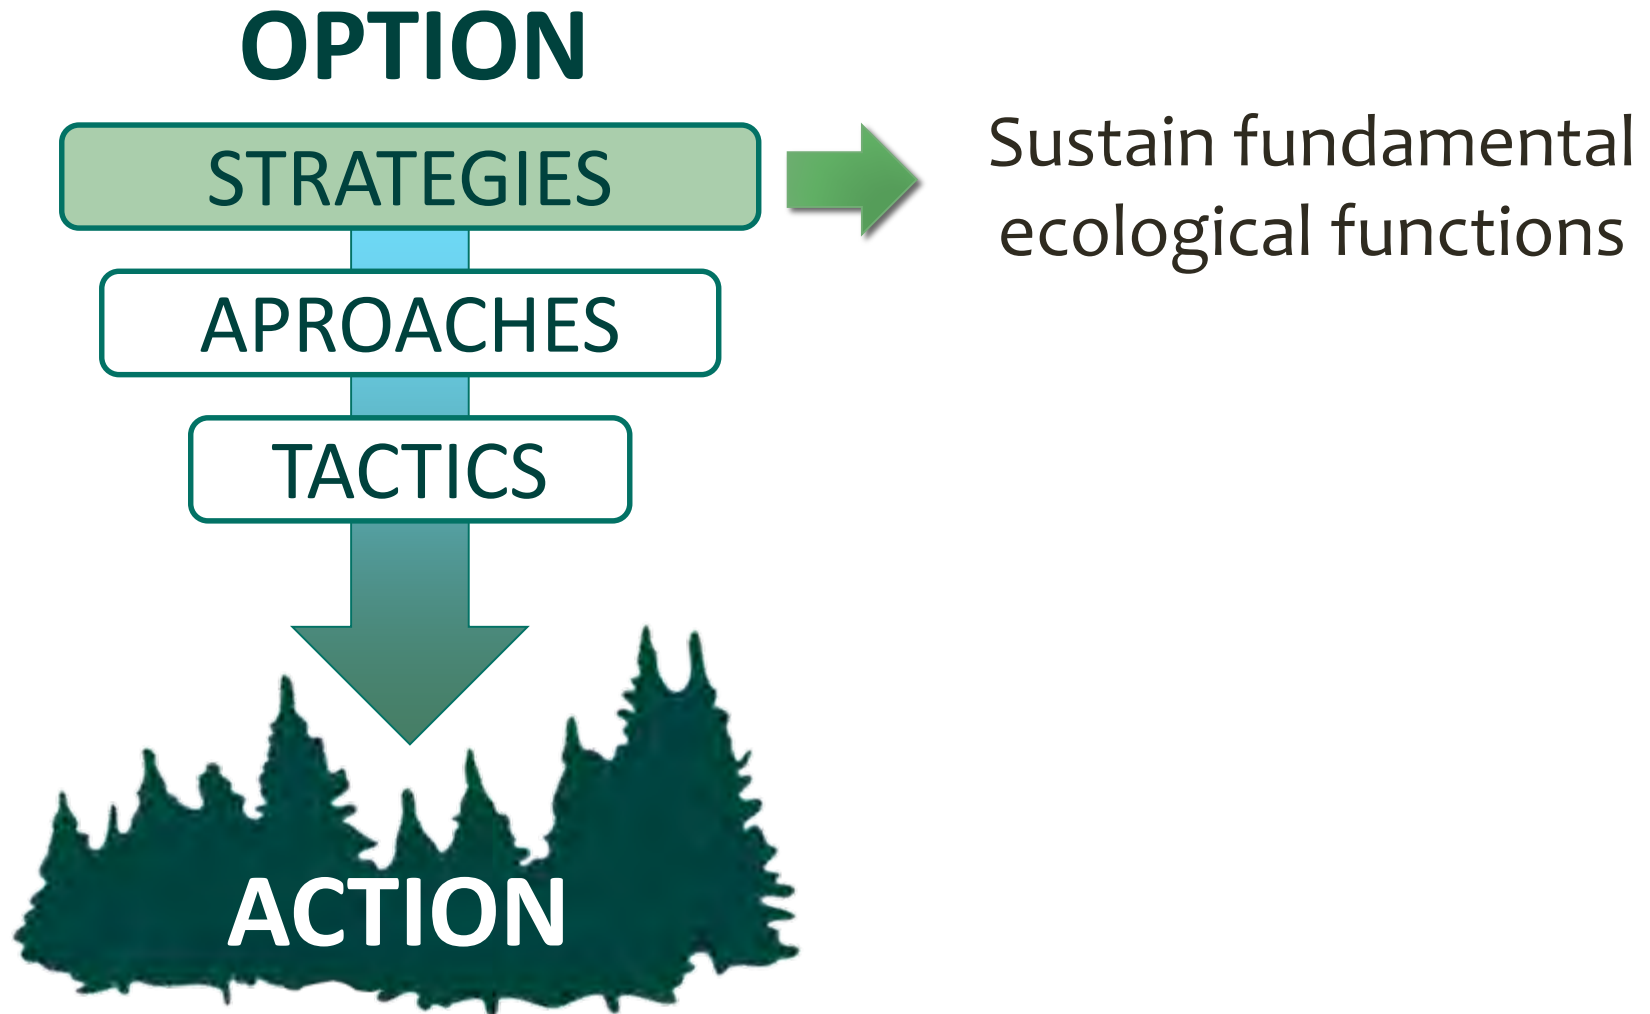 OPTION
STRATEGIES
Sustain fundamental
ecological functions
APROACHES
TACTICS
ACTION